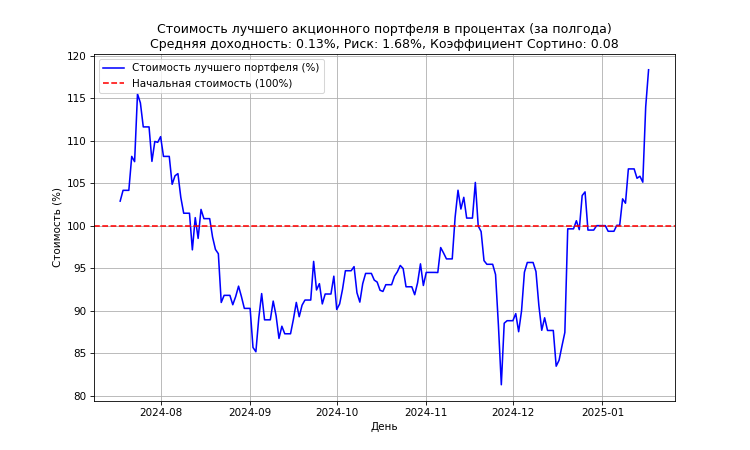 Стоимость лучшего акционного портфеля в процентах (за полгода)
Средняя доходность: 0.13%, Риск: 1.68%, Коэффициент Сортино: 0.08
Стоимость лучшего портфеля (%)
Начальная стоимость (100%)
Стоимость (%)
120
115
110
105
100
95
90
85
80
2024-08 2024-09 2024-10 2024-11 2024-12 2025-01
День